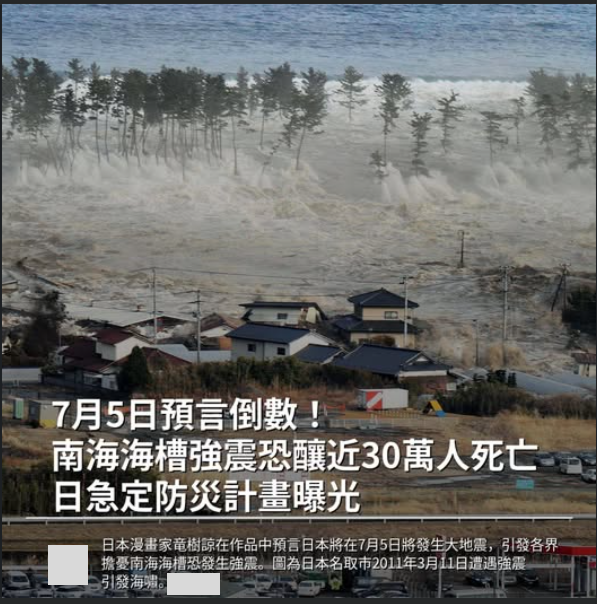 7月5日預言倒數！
南海海槽強震恐釀近30萬人死亡
日急定防災計畫曝光
日本漫畫家竜樹諒在作品中預言日本將在7月5日將發生大地震，引發各界
擔憂南海海槽恐發生強震。圖為日本名取市2011年3月11日遭遇強震
引發海嘯。